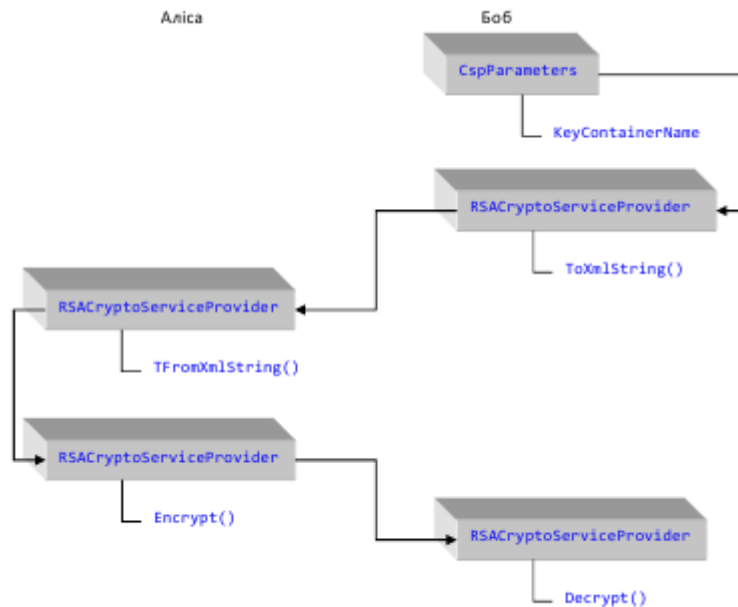 Аліса
Боб
CspParameters
KeyContainerName
RSACryptoServiceProvider
ToXmlString()
RSACryptoServiceProvider
TFromXmlString()
RSACryptoServiceProvider
Encrypt()
RSACryptoServiceProvider
Decrypt()